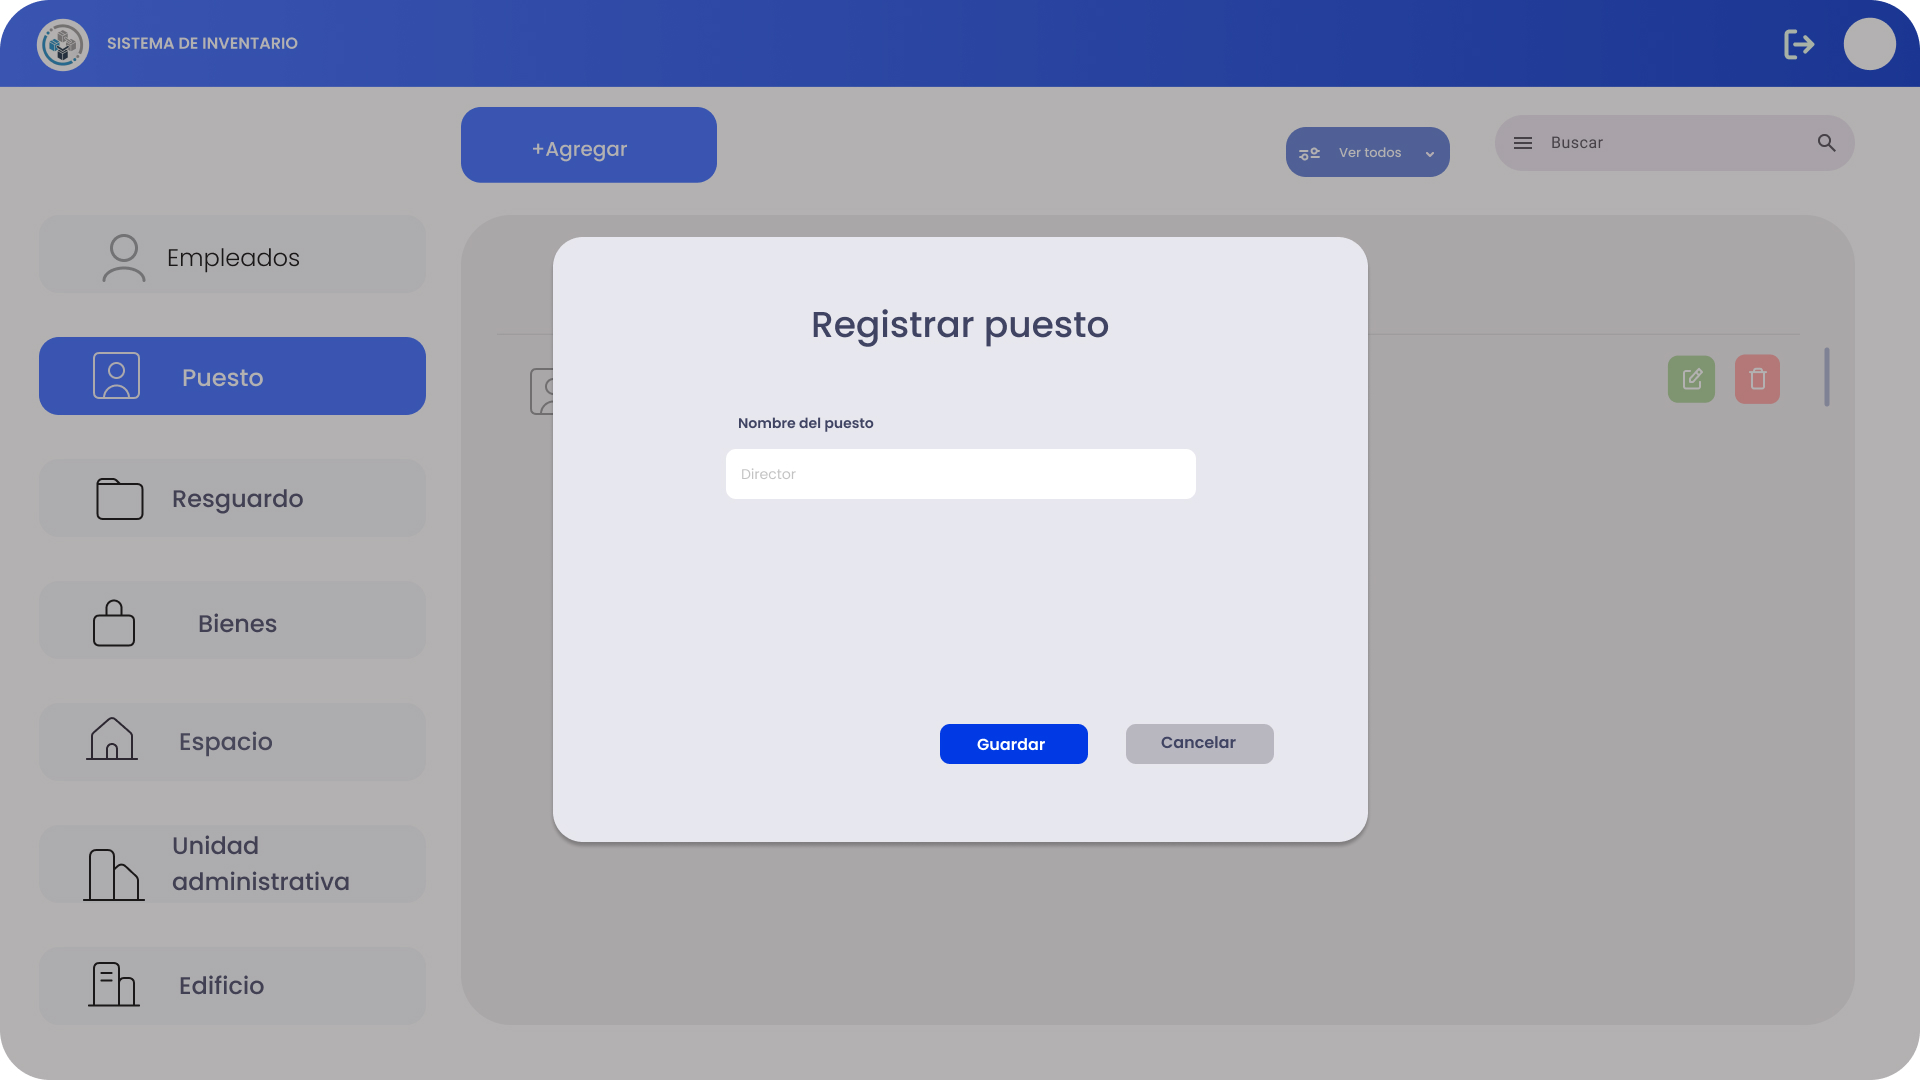 SISTEMA DE INVENTARIO
+Agregar
Ver todos
Buscar
Empleados
Puesto
Resguardo
Bienes
Espacio
Unidad
administrativa
Edificio
Registrar puesto
Nombre del puesto
Director
Guardar
Cancelar